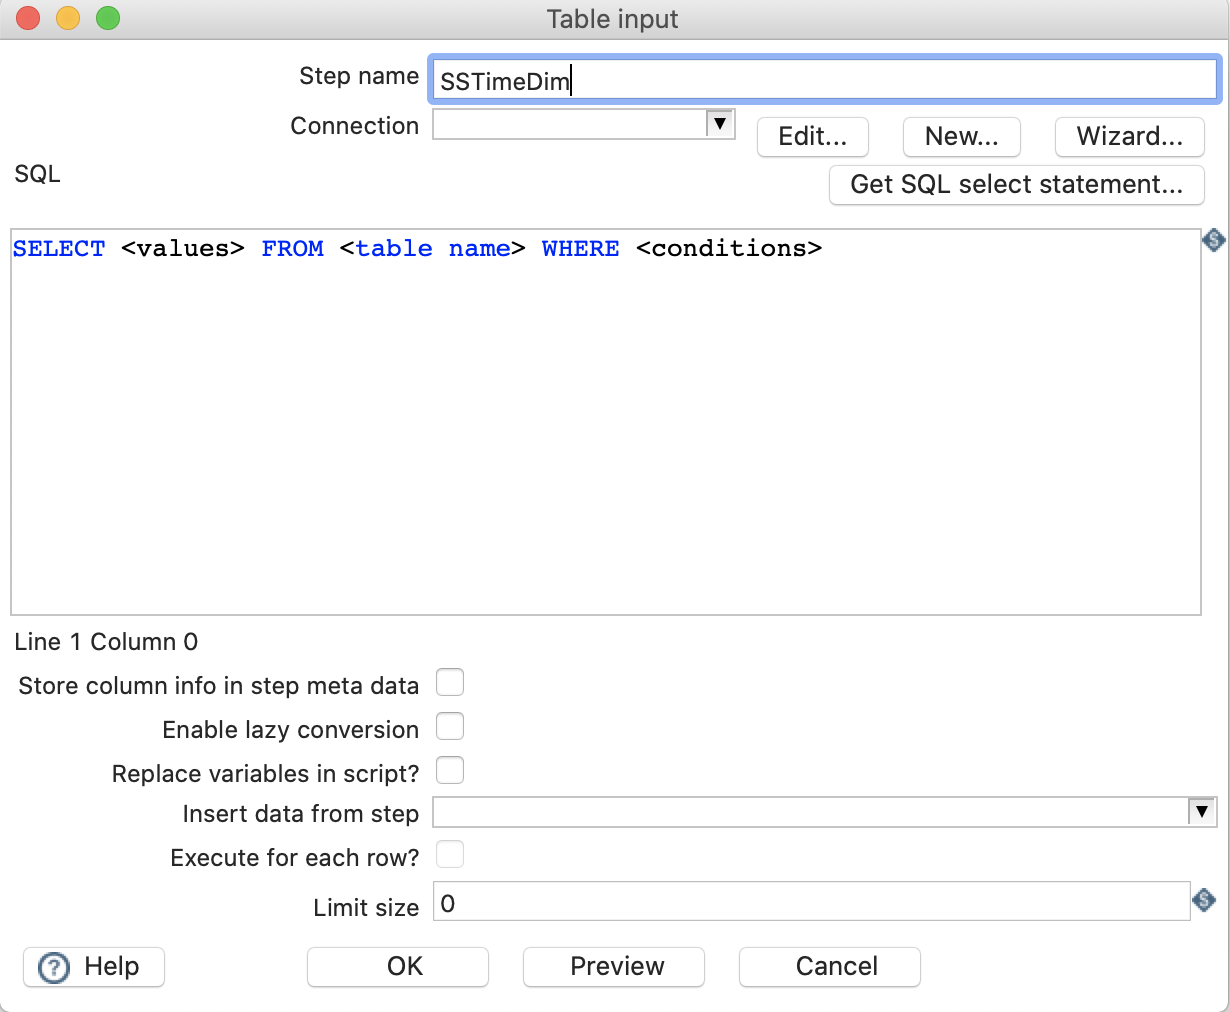 Table input
Step name SSTimeDim
Connection ▼ Edit... New... Wizard...
SQL
Get SQL select statement...
SELECT <values> FROM <table name> WHERE <conditions>
Line 1 Column 0
Store column info in step meta data
Enable lazy conversion
Replace variables in script?
Insert data from step ▼
Execute for each row?
Limit size 0
? Help OK Preview Cancel